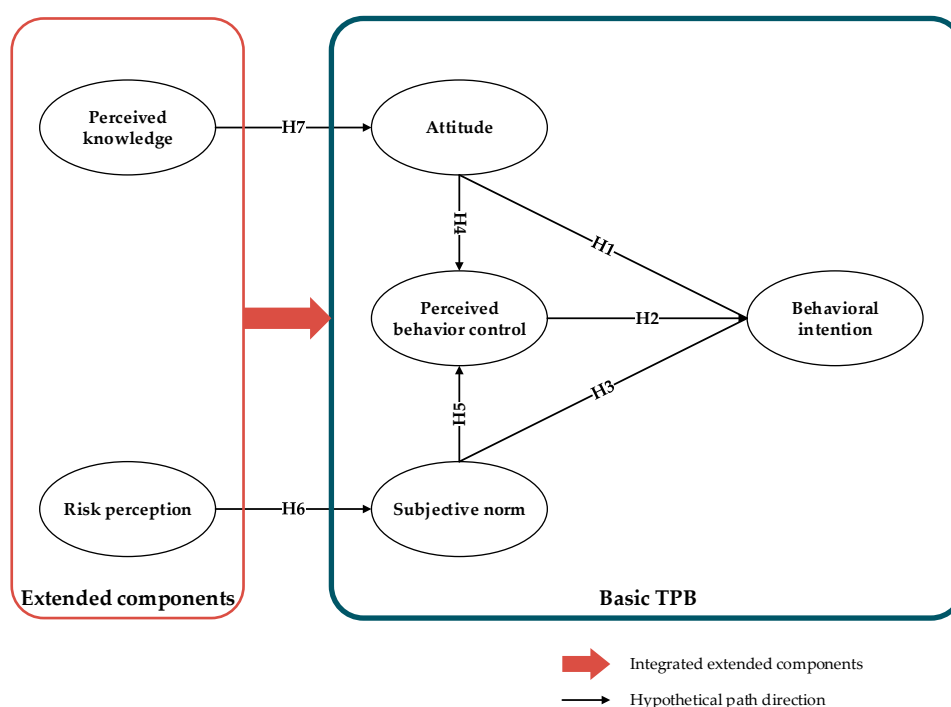 Perceived
knowledge
H7
Attitude
H4
H1
Perceived
behavior control
H2
Behavioral
intention
H5
H3
Risk perception
H6
Subjective norm
Extended components
Basic TPB
Integrated extended components
Hypothetical path direction